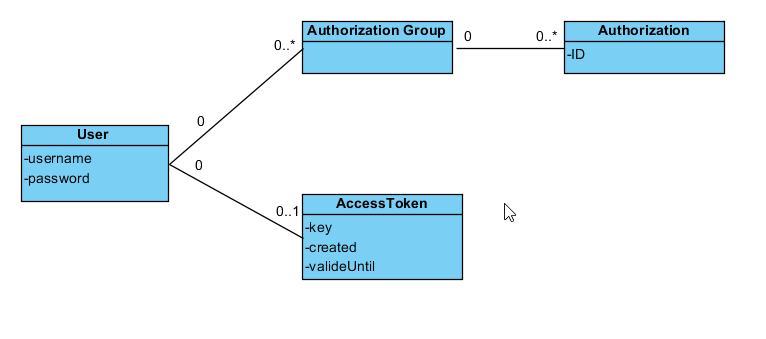 Authorization Group
0..*
0
0..*
Authorization
-ID
0
User
-username
-password
0
0..1
AccessToken
-key
-created
-valideUntil